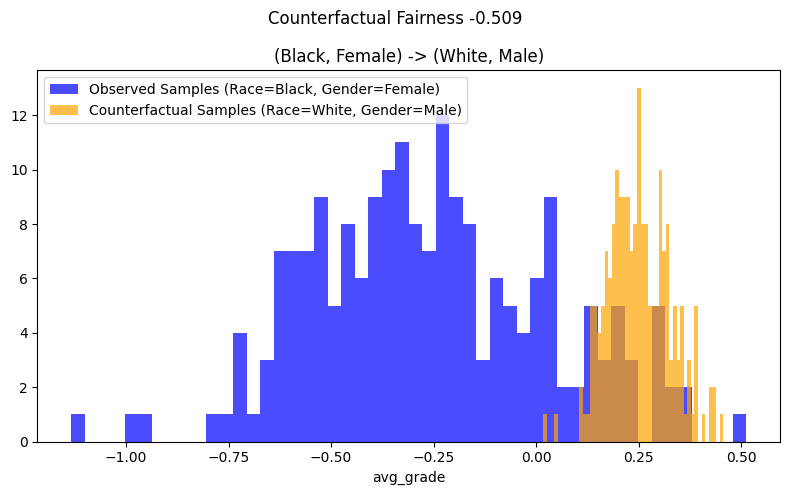 Counterfactual Fairness -0.509
(Black, Female) -> (White, Male)
Observed Samples (Race=Black, Gender=Female)
Counterfactual Samples (Race=White, Gender=Male)
12
10
8
6
4
2
0
−1.00 −0.75 −0.50 −0.25 0.00 0.25 0.50
avg_grade